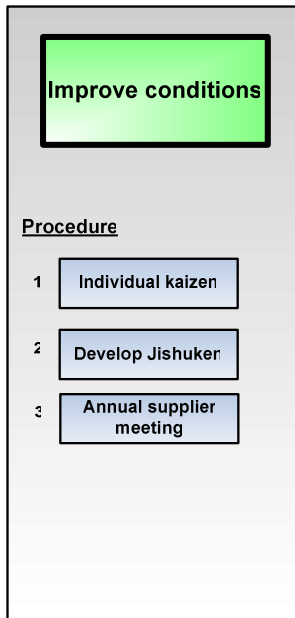 Improve conditions
Procedure
1 Individual kaizen
2 Develop Jishuken
3 Annual supplier
meeting